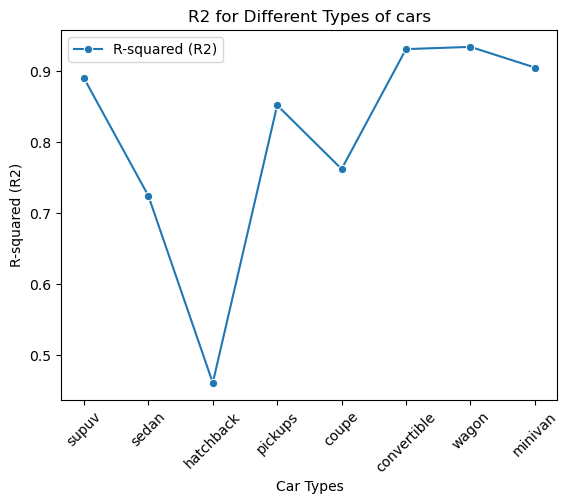 R2 for Different Types of cars
R-squared (R2)
R-squared (R2)
0.9
0.8
0.7
0.6
0.5
supuv
sedan
hatchback
pickups
coupe
convertible
wagon
minivan
Car Types